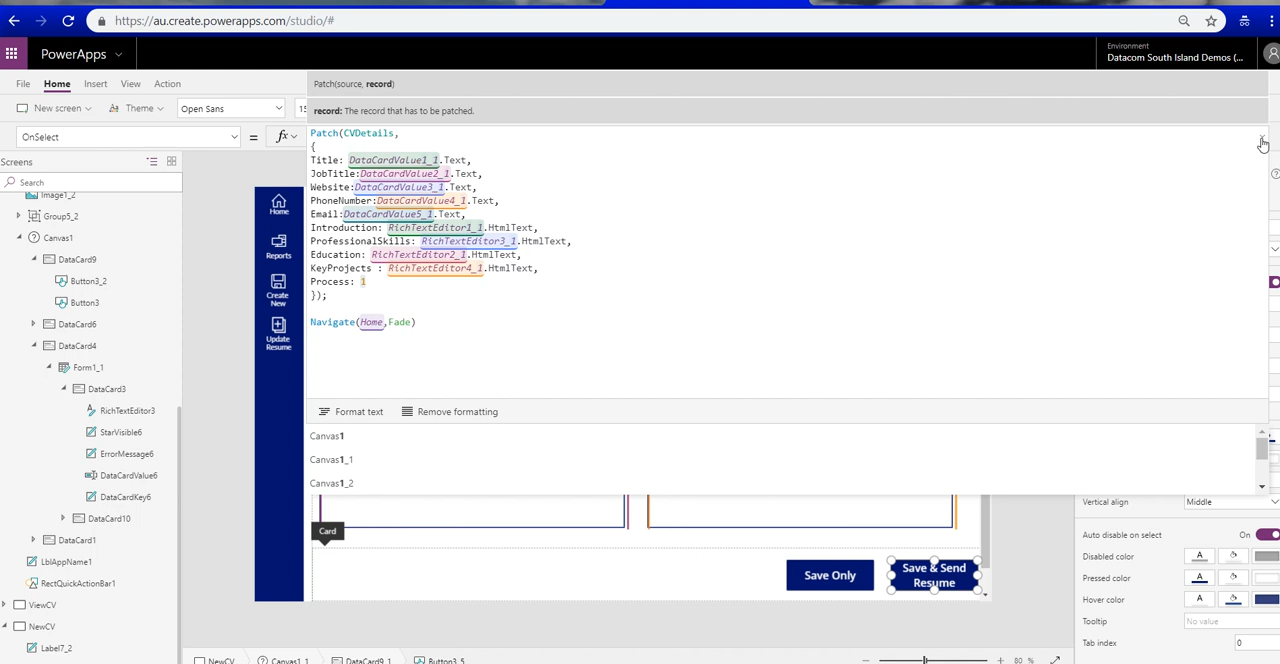 https://au.create.powerapps.com/studio/#
PowerApps
Environment
Datacom South Island Demos (...
File Home Insert View Action
Patch(source, record)
New screen Theme Open Sans
record: The record that has to be patched.
OnSelect = fx
Patch(CVDetails,
{
Title: DataCardValue1_1.Text,
JobTitle:DataCardValue2_1.Text,
Website:DataCardValue3_1.Text,
PhoneNumber:DataCardValue4_1.Text,
Email:DataCardValue5_1.Text,
Introduction: RichTextEditor1_1.HtmlText,
ProfessionalSkills: RichTextEditor3_1.HtmlText,
Education: RichTextEditor2_1.HtmlText,
KeyProjects : RichTextEditor4_1.HtmlText,
Process: 1
});
Navigate(Home,Fade)
Format text Remove formatting
Canvas1
Canvas1_1
Canvas1_2
Screens
Search
Image1_2
Group5_2
Canvas1
DataCard9
Button3_2
Button3
DataCard6
DataCard4
Form1_1
DataCard3
RichTextEditor3
StarVisible6
ErrorMessage6
DataCardValue6
DataCardKey6
DataCard10
DataCard1
LblAppName1
RectQuickActionBar1
ViewCV
NewCV
Label7_2
Home
Reports
Create
New
Update
Resume
Card
Save Only
Save & Send
Resume
Vertical align Middle
Auto disable on select On
Disabled color
Pressed color
Hover color
Tooltip No value
Tab index 0
NewCV Canvas1_1 DataCard9_1 Button3_5
80 %